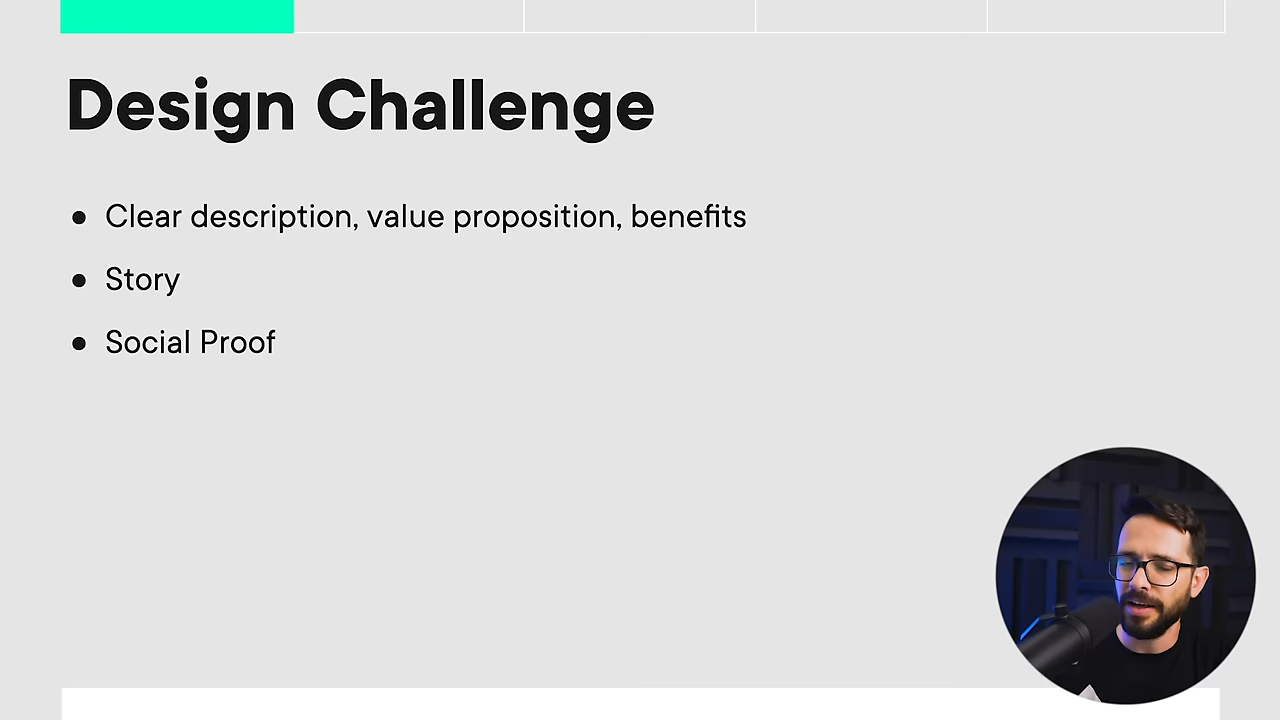 Design Challenge
• Clear description, value proposition, benefits
• Story
• Social Proof